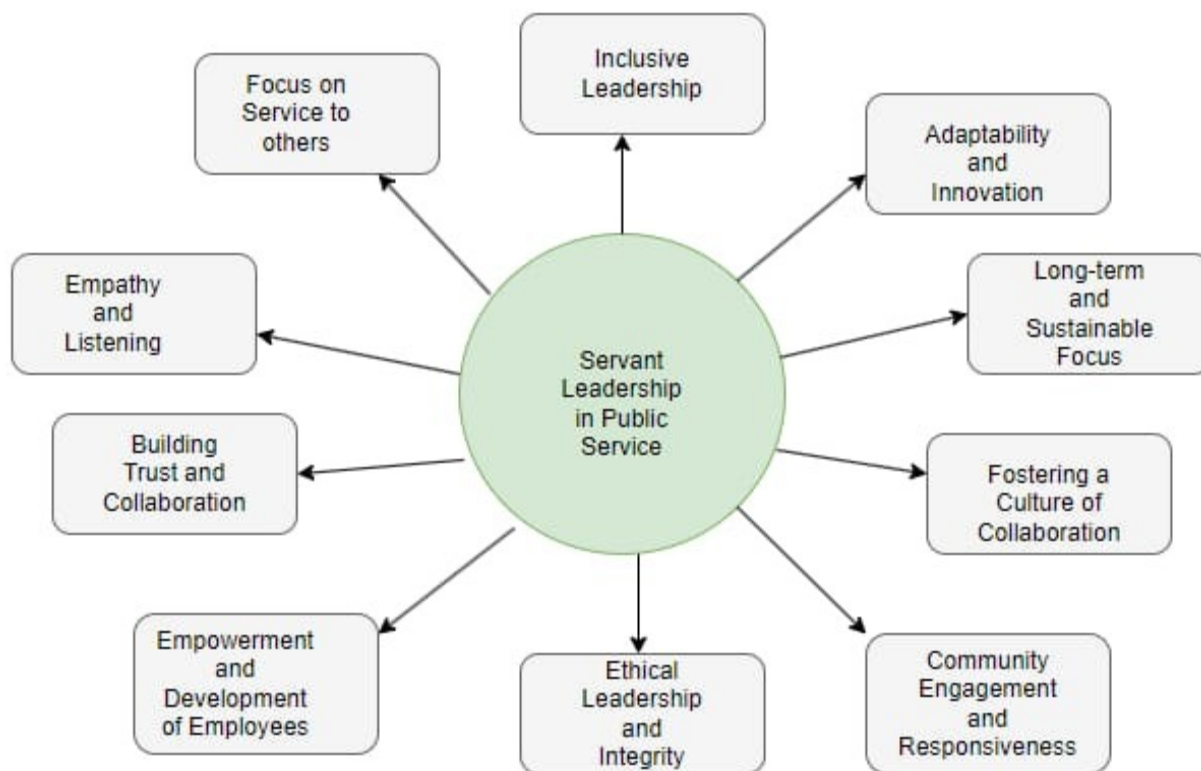 Inclusive
Leadership
Focus on
Service to
others
Adaptability
and
Innovation
Empathy
and
Listening
Long-term
and
Sustainable
Focus
Servant
Leadership
in Public
Service
Building
Trust and
Collaboration
Fostering a
Culture of
Collaboration
Empowerment
and
Development
of Employees
Ethical
Leadership
and
Integrity
Community
Engagement
and
Responsiveness